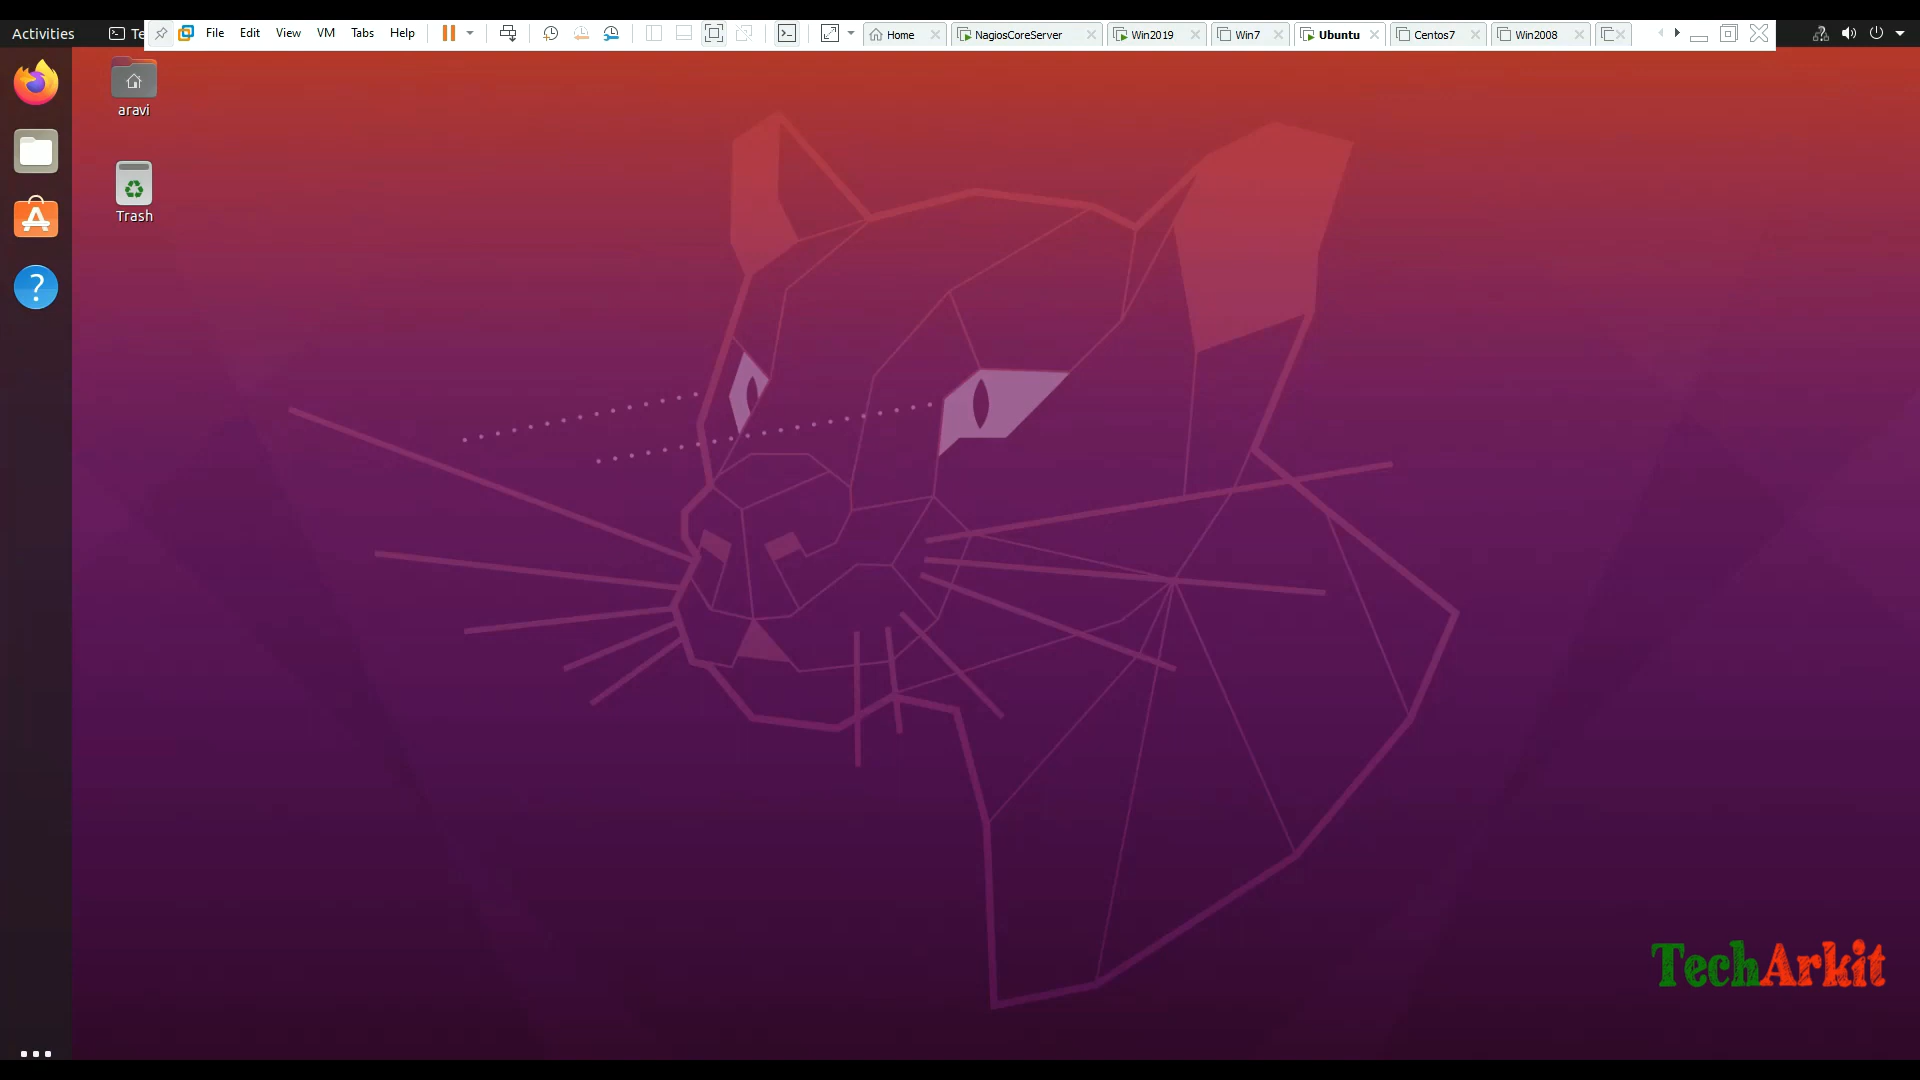 Activities
Te
File Edit View VM Tabs Help
Home
NagiosCoreServer
Win2019
Win7
Ubuntu
Centos7
Win2008
aravi
Trash
TechArkit